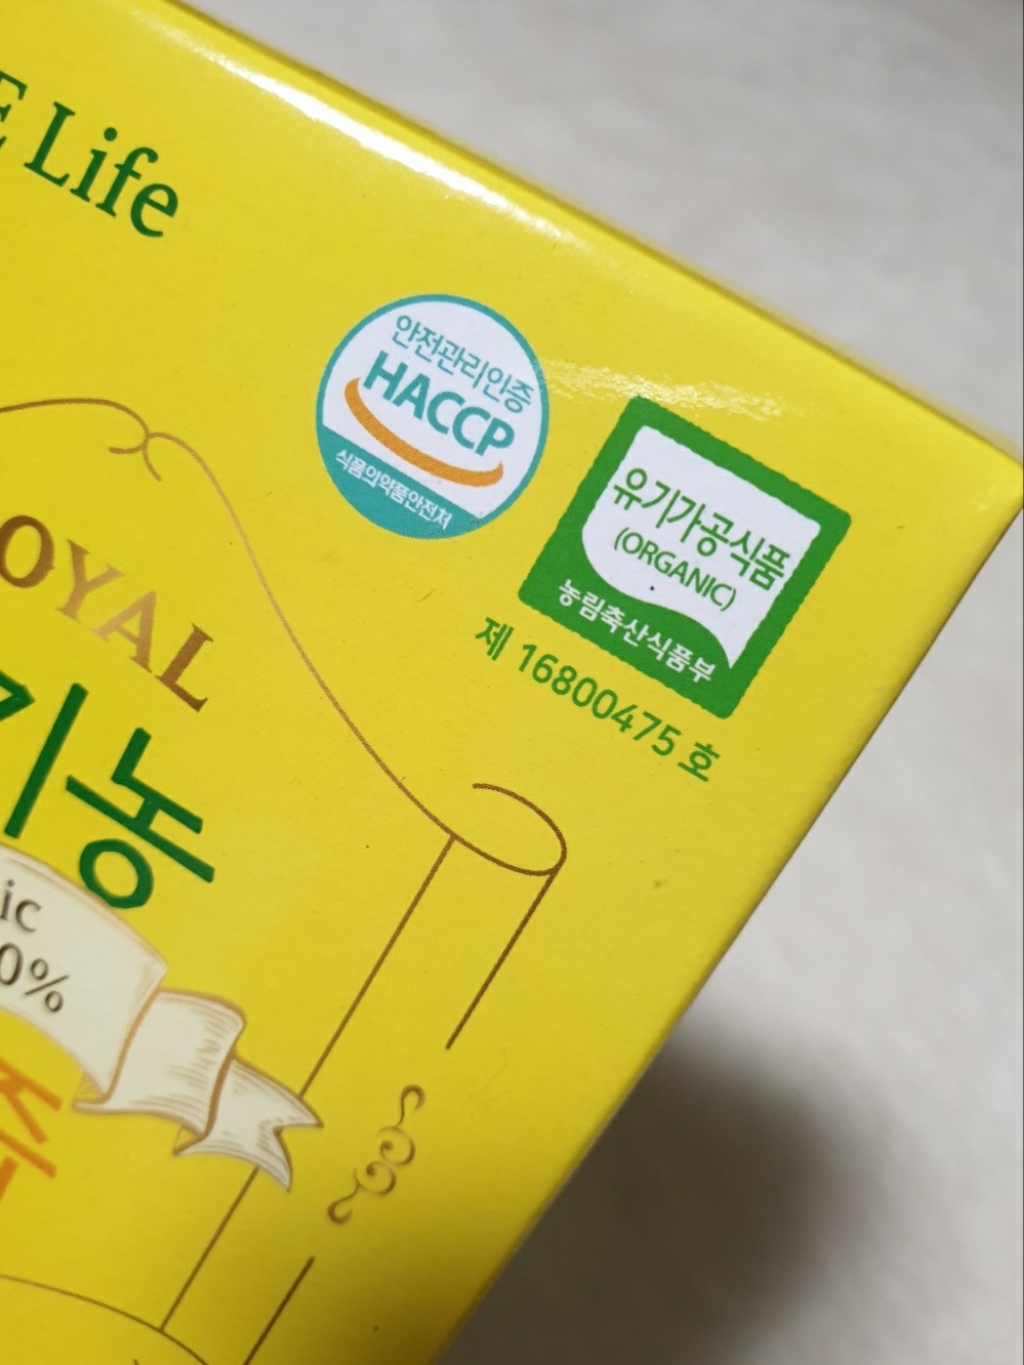 Life
안전관리인증
HACCP
식품의약품안전처
유기가공식품
(ORGANIC)
농림축산식품부
제 16800475 호
OYAL
기농
ic
0%